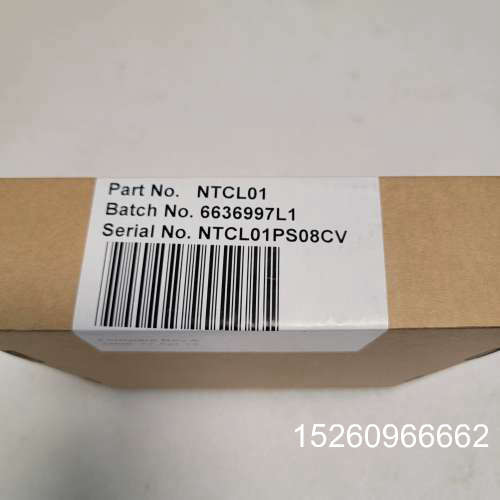 Part No. NTCL01
Batch No. 6636997L1
Serial No. NTCL01PS08CV
15260966662